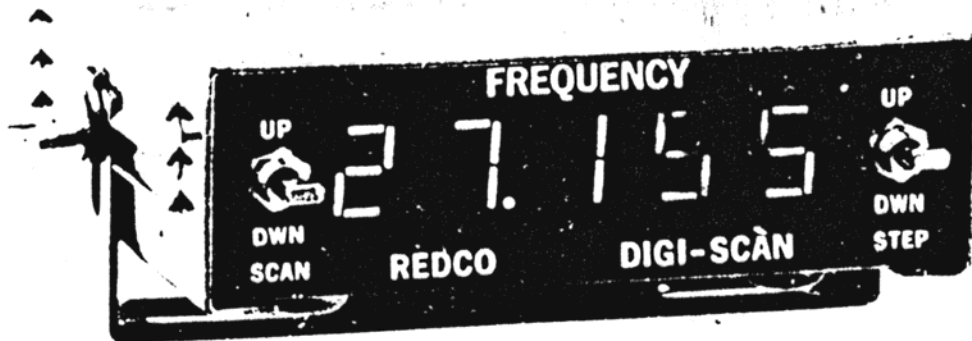 FREQUENCY
UP
27.155
UP
DWN
SCAN
REDCO
DIGI-SCAN
DWN
STEP